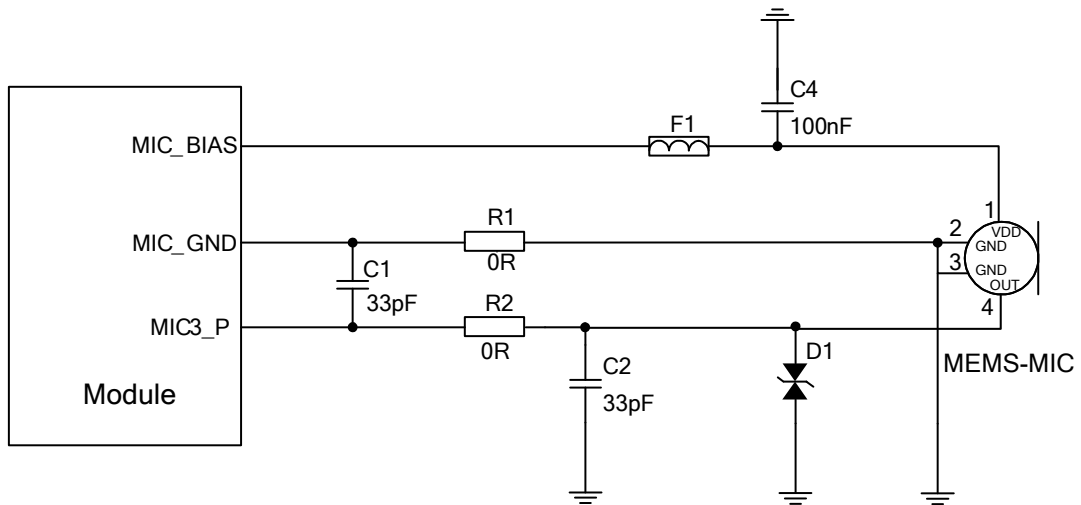 C4
100nF
F1
MIC_BIAS
MIC_GND
R1
0R
1
2
VDD
GND
3
GND
OUT
4
C1
33pF
MIC3_P
R2
0R
C2
33pF
D1
MEMS-MIC
Module